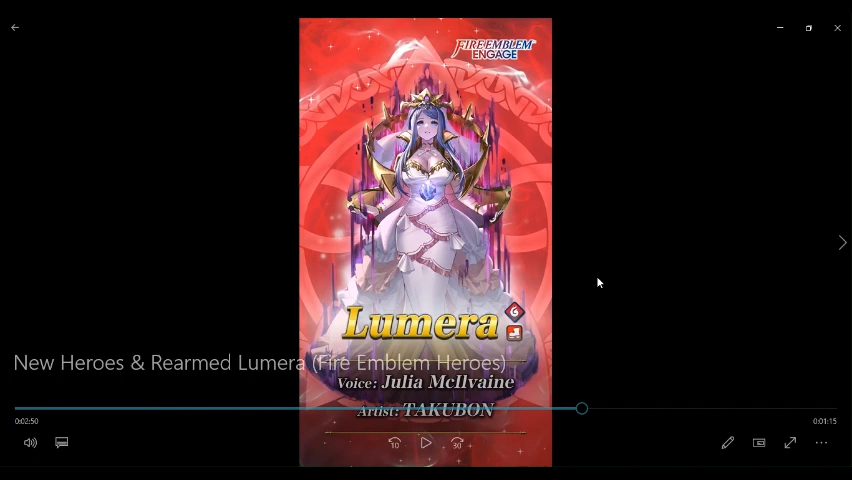 FIRE EMBLEM
ENGAGE
Lumera
New Heroes & Rearmed Lumera (Fire Emblem Heroes)
Voice: Julia McIlvaine
Artist: TAKUBON
0:02:50
0:01:15
10
30